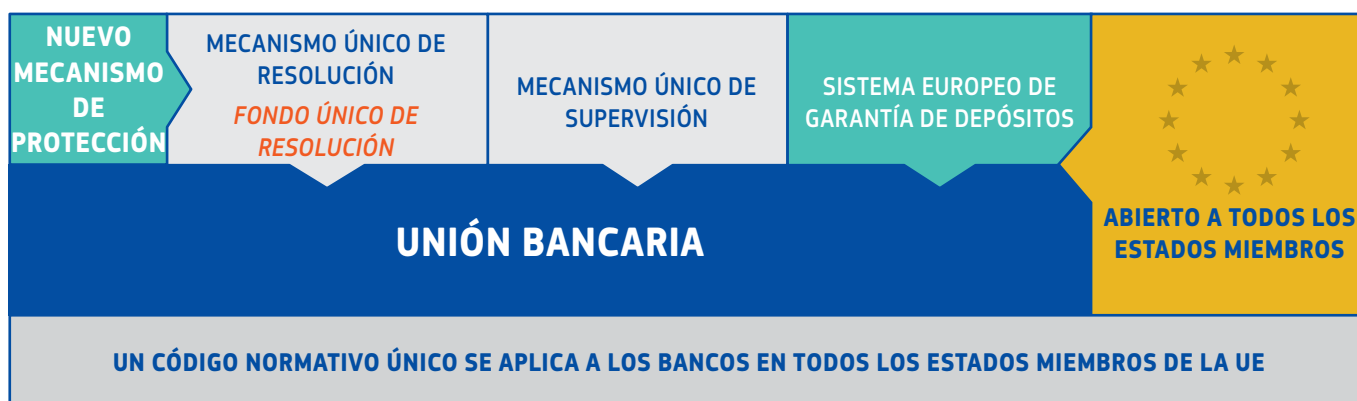 NUEVO
MECANISMO
DE
PROTECCIÓN
MECANISMO ÚNICO DE
RESOLUCIÓN
FONDO ÚNICO DE
RESOLUCIÓN
MECANISMO ÚNICO DE
SUPERVISIÓN
SISTEMA EUROPEO DE
GARANTÍA DE DEPÓSITOS
ABIERTO A TODOS LOS
ESTADOS MIEMBROS
UNIÓN BANCARIA
UN CÓDIGO NORMATIVO ÚNICO SE APLICA A LOS BANCOS EN TODOS LOS ESTADOS MIEMBROS DE LA UE